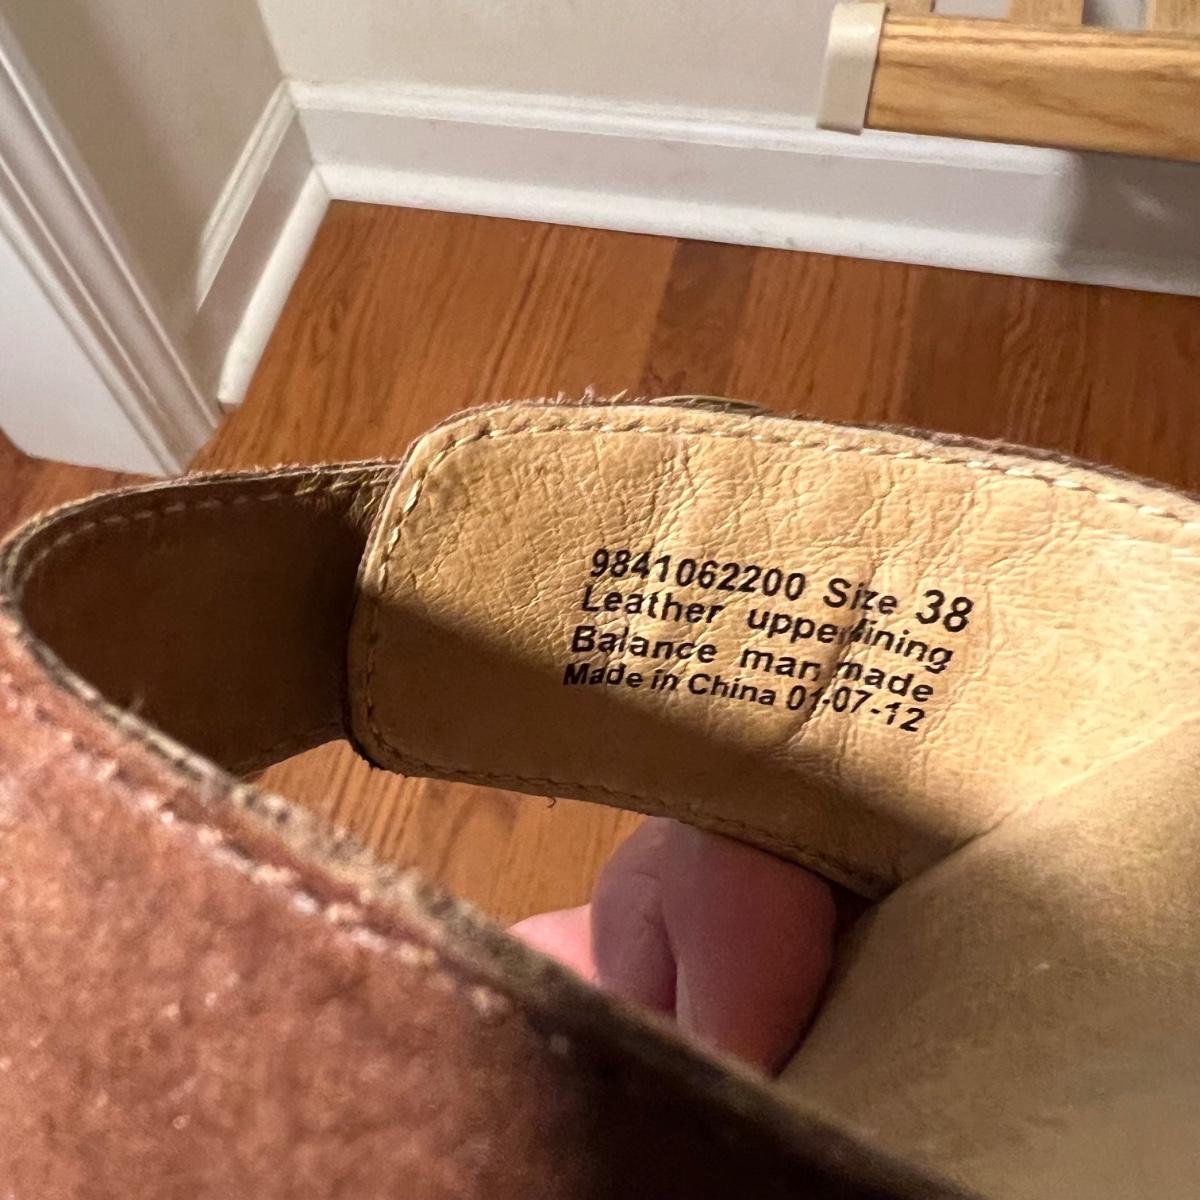 9841062200 Size 38
Leather upper/lining
Balance man made
Made in China 01-07-12